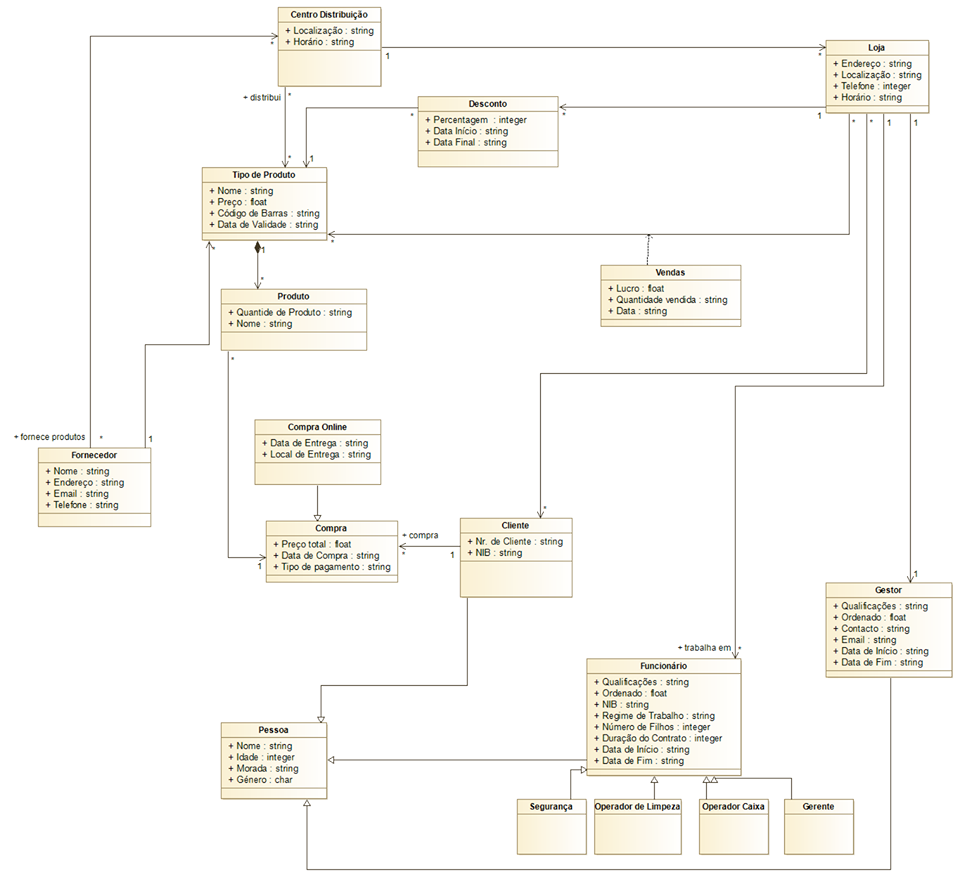 Centro Distribuição
+ Localização : string
+ Horário : string
*
1
*
Loja
+ Endereço : string
+ Localização : string
+ Telefone : integer
+ Horário : string
+ distribui
*
Desconto
+ Percentagem : integer
+ Data Início : string
+ Data Final : string
*
*
1
*
*
1
1
*
1
Tipo de Produto
+ Nome : string
+ Preço : float
+ Código de Barras : string
+ Data de Validade : string
*
*
1
*
Vendas
+ Lucro : float
+ Quantidade vendida : string
+ Data : string
Produto
+ Quantide de Produto : string
+ Nome : string
*
Compra Online
+ Data de Entrega : string
+ Local de Entrega : string
+ fornece produtos
*
1
Fornecedor
+ Nome : string
+ Endereço : string
+ Email : string
+ Telefone : string
*
Compra
+ Preço total : float
+ Data de Compra : string
+ Tipo de pagamento : string
1
+ compra
*
1
Cliente
+ Nr. de Cliente : string
+ NIB : string
1
Gestor
+ Qualificações : string
+ Ordenado : float
+ Contacto : string
+ Email : string
+ Data de Início : string
+ Data de Fim : string
+ trabalha em
*
Funcionário
+ Qualificações : string
+ Ordenado : float
+ NIB : string
+ Regime de Trabalho : string
+ Número de Filhos : integer
+ Duração do Contrato : integer
+ Data de Início : string
+ Data de Fim : string
Pessoa
+ Nome : string
+ Idade : integer
+ Morada : string
+ Género : char
Segurança
Operador de Limpeza
Operador Caixa
Gerente